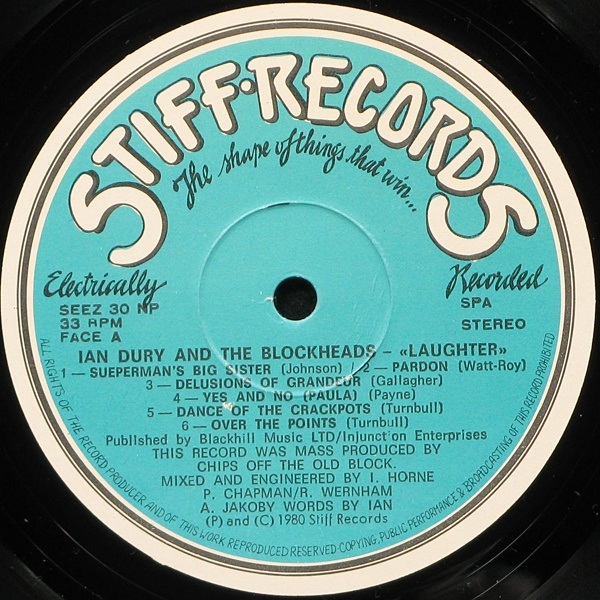 STIFF·RECORDS
The shape of things that win...
Electrically
Recorded
SEEZ 30 NP
SPA
33 RPM
STEREO
FACE A
IAN DURY AND THE BLOCKHEADS – «LAUGHTER»
1 — SUEPERMAN'S BIG SISTER (Johnson) 2 – PARDON (Watt-Roy)
3 – DELUSIONS OF GRANDEUR (Gallagher)
4 – YES AND NO (PAULA) (Payne)
5 – DANCE OF THE CRACKPOTS (Turnbull)
6 – OVER THE POINTS (Turnbull)
Published by Blackhill Music LTD/Injunction Enterprises
THIS RECORD WAS MASS PRODUCED BY
CHIPS OFF THE OLD BLOCK.
MIXED AND ENGINEERED BY I. HORNE
P. CHAPMAN/R. WERNHAM
A. JAKOBY WORDS BY IAN
(P) and (C) 1980 Stiff Records
ALL RIGHTS OF THE RECORD PRODUCER AND OF THIS WORK REPRODUCED RESERVED-COPYING, PUBLIC PERFORMANCE & BROADCASTING OF THIS RECORD PROHIBITED